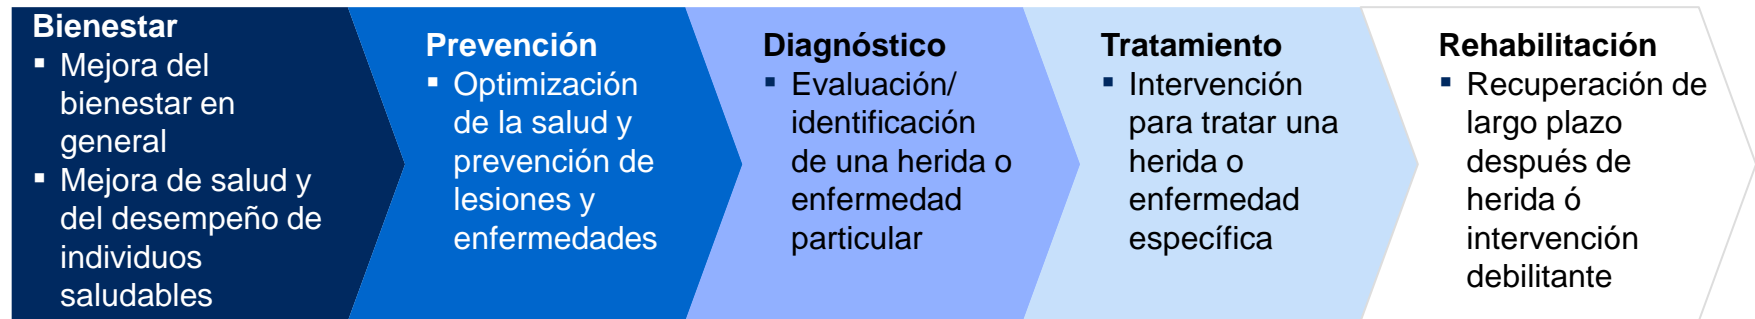 Bienestar
▪ Mejora del
bienestar en
general
▪ Mejora de salud y
del desempeño de
individuos
saludables
Prevención
▪ Optimización
de la salud y
prevención de
lesiones y
enfermedades
Diagnóstico
▪ Evaluación/
identificación
de una herida o
enfermedad
particular
Tratamiento
▪ Intervención
para tratar una
herida o
enfermedad
específica
Rehabilitación
▪ Recuperación de
largo plazo
después de
herida ó
intervención
debilitante